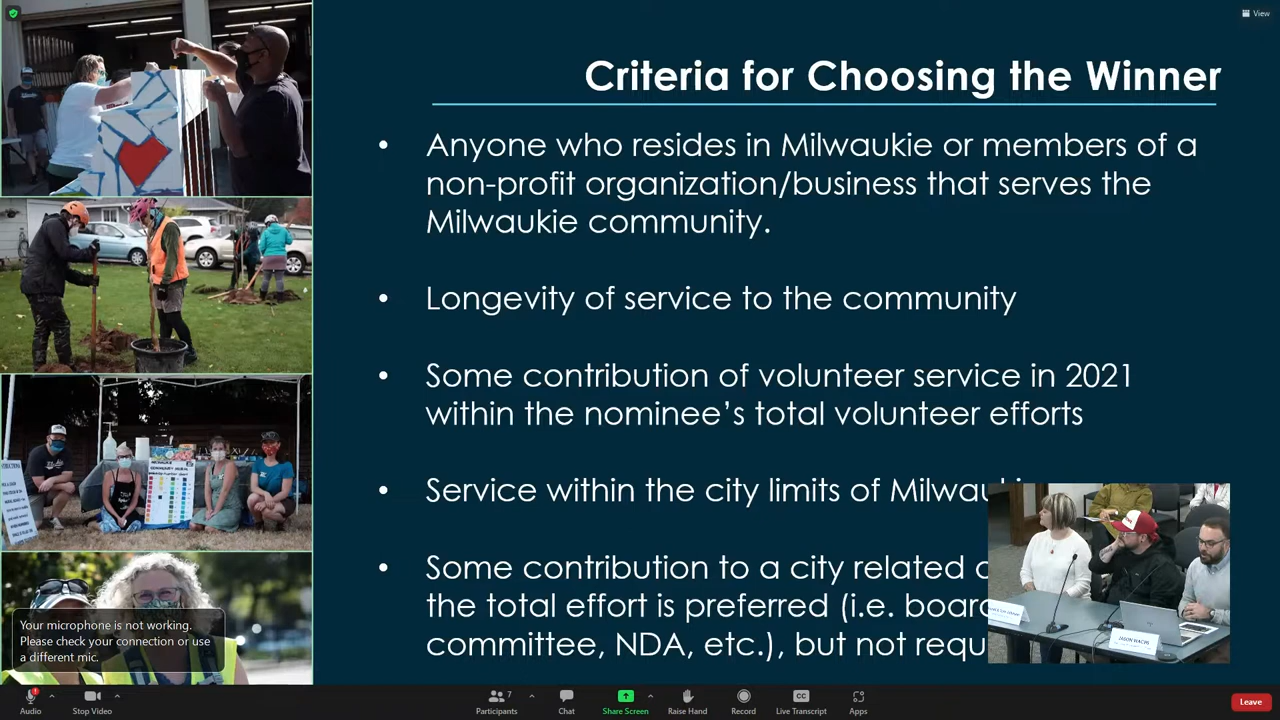 View
Criteria for Choosing the Winner
• Anyone who resides in Milwaukie or members of a
non-profit organization/business that serves the
Milwaukie community.
• Longevity of service to the community
• Some contribution of volunteer service in 2021
within the nominee's total volunteer efforts
• Service within the city limits of
• Some contribution to a city related
the total effort is preferred (i.e.
committee, NDA, etc.), but not
JASON WACHS
Your microphone is not working.
Please check your connection or use
a different mic.
Audio
Stop Video
Participants
7
Chat
Share Screen
Raise Hand
Record
CC
Live Transcript
Apps
Leave